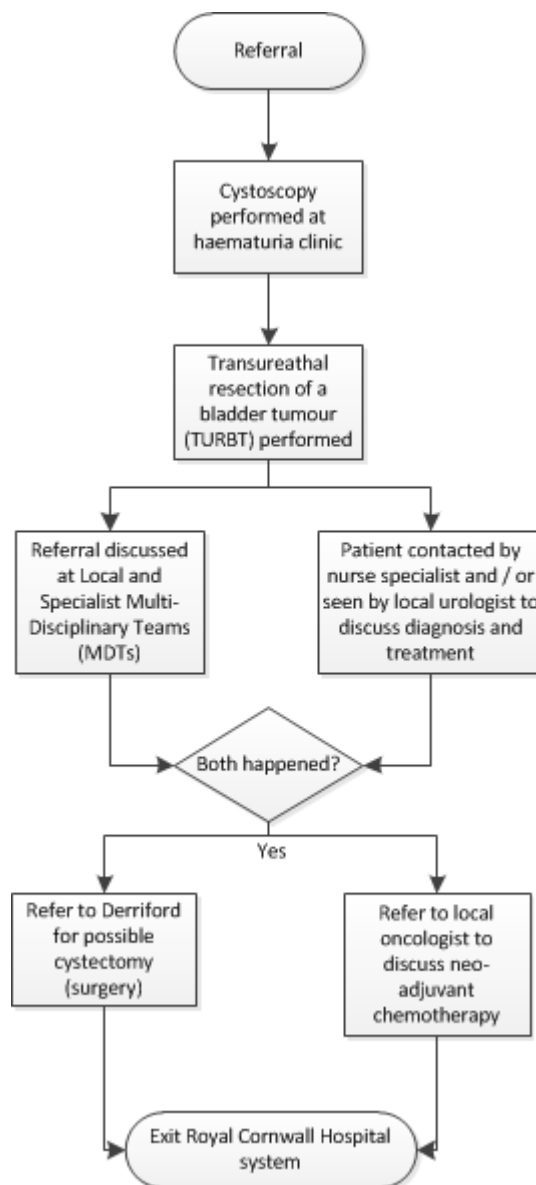 Referral
Cystoscopy
performed at
haematuria clinic
Transureathal
resection of a
bladder tumour
(TURBT) performed
Referral discussed
at Local and
Specialist Multi-
Disciplinary Teams
(MDTs)
Patient contacted by
nurse specialist and / or
seen by local urologist to
discuss diagnosis and
treatment
Both happened?
Yes
Refer to Derriford
for possible
cystectomy
(surgery)
Refer to local
oncologist to
discuss neo-
adjuvant
chemotherapy
Exit Royal Cornwall Hospital
system